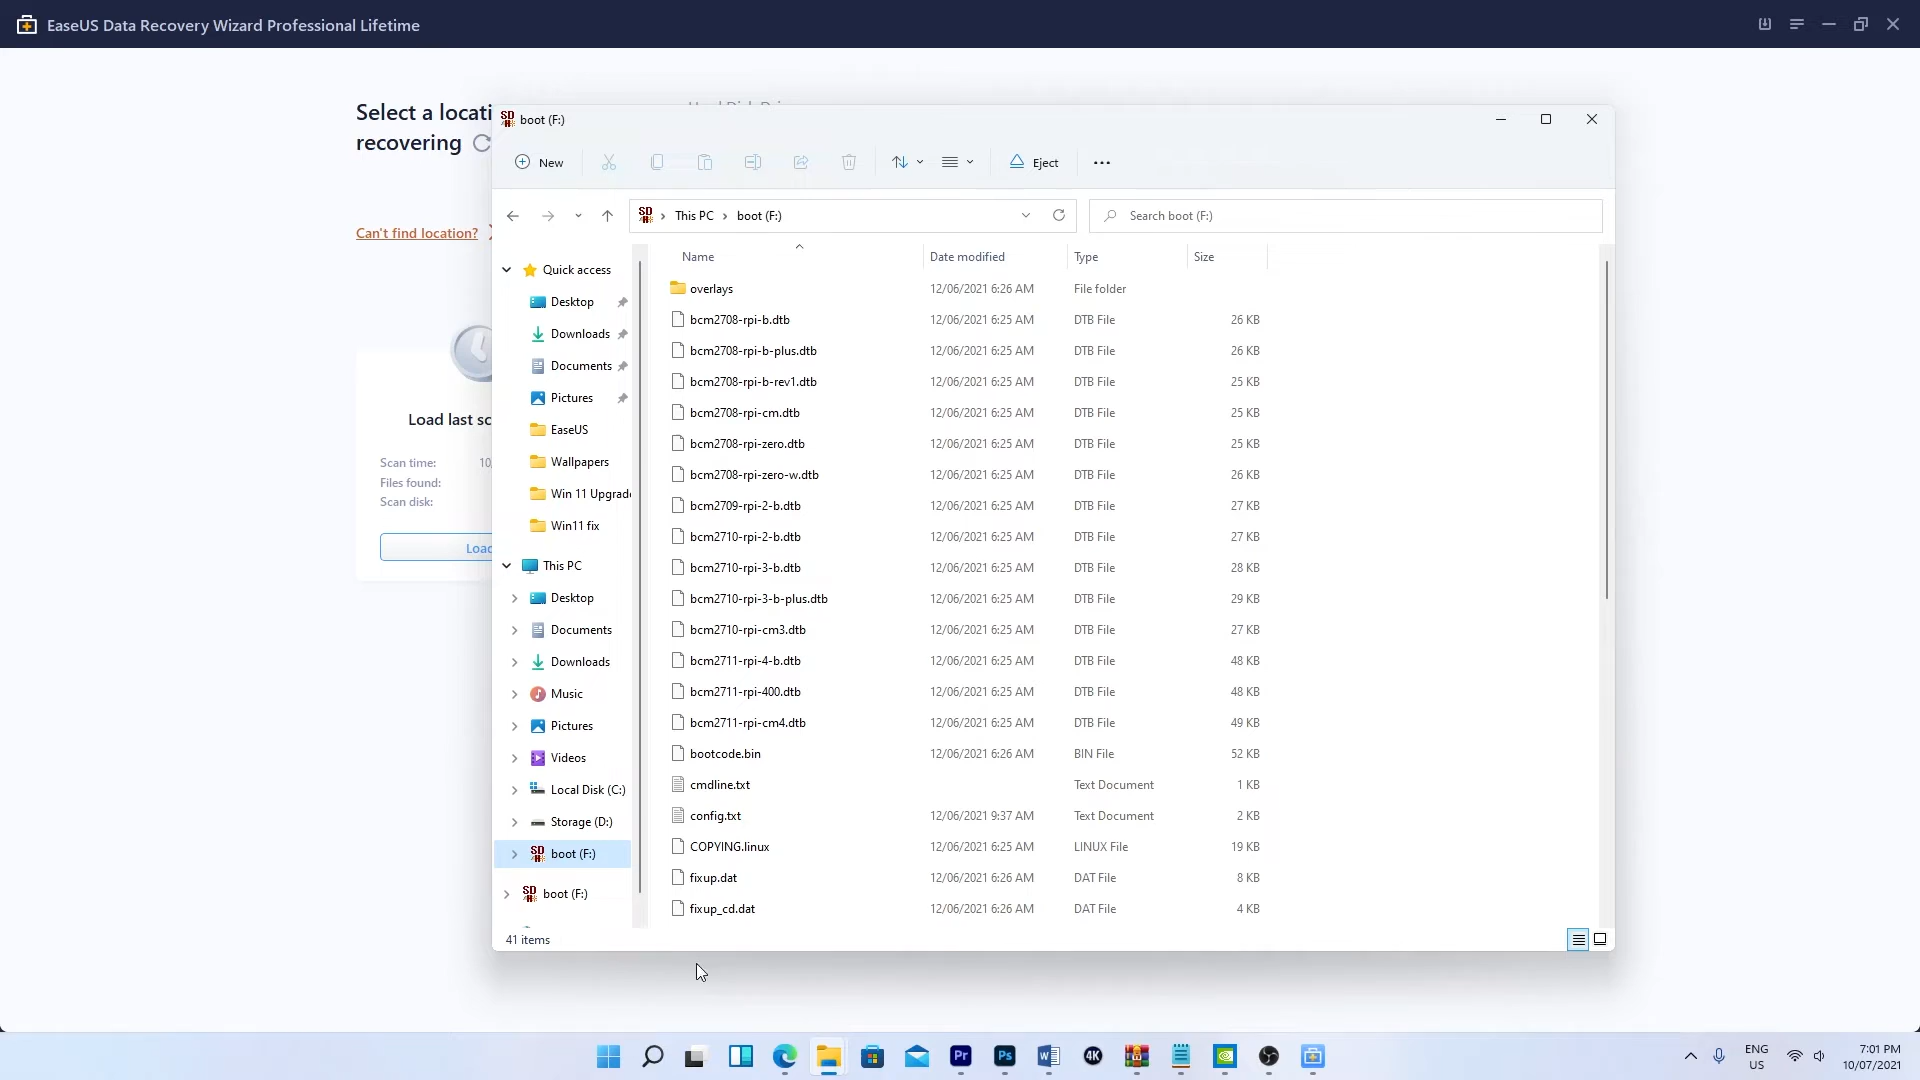 EaseUS Data Recovery Wizard Professional Lifetime
Select a locati
recovering
Can't find location?
Load last sc
Scan time: 10,
Files found:
Scan disk:
Load
boot (F:)
New
Eject
This PC
boot (F:)
Search boot (F:)
Quick access
Desktop
Downloads
Documents
Pictures
EaseUS
Wallpapers
Win 11 Upgrade
Win11 fix
This PC
Desktop
Documents
Downloads
Music
Pictures
Videos
Local Disk (C:)
Storage (D:)
boot (F:)
boot (F:)
Name Date modified Type Size
overlays 12/06/2021 6:26 AM File folder
bcm2708-rpi-b.dtb 12/06/2021 6:25 AM DTB File 26 KB
bcm2708-rpi-b-plus.dtb 12/06/2021 6:25 AM DTB File 26 KB
bcm2708-rpi-b-rev1.dtb 12/06/2021 6:25 AM DTB File 25 KB
bcm2708-rpi-cm.dtb 12/06/2021 6:25 AM DTB File 25 KB
bcm2708-rpi-zero.dtb 12/06/2021 6:25 AM DTB File 25 KB
bcm2708-rpi-zero-w.dtb 12/06/2021 6:25 AM DTB File 26 KB
bcm2709-rpi-2-b.dtb 12/06/2021 6:25 AM DTB File 27 KB
bcm2710-rpi-2-b.dtb 12/06/2021 6:25 AM DTB File 27 KB
bcm2710-rpi-3-b.dtb 12/06/2021 6:25 AM DTB File 28 KB
bcm2710-rpi-3-b-plus.dtb 12/06/2021 6:25 AM DTB File 29 KB
bcm2710-rpi-cm3.dtb 12/06/2021 6:25 AM DTB File 27 KB
bcm2711-rpi-4-b.dtb 12/06/2021 6:25 AM DTB File 48 KB
bcm2711-rpi-400.dtb 12/06/2021 6:25 AM DTB File 48 KB
bcm2711-rpi-cm4.dtb 12/06/2021 6:25 AM DTB File 49 KB
bootcode.bin 12/06/2021 6:26 AM BIN File 52 KB
cmdline.txt Text Document 1 KB
config.txt 12/06/2021 9:37 AM Text Document 2 KB
COPYING.linux 12/06/2021 6:25 AM LINUX File 19 KB
fixup.dat 12/06/2021 6:26 AM DAT File 8 KB
fixup_cd.dat 12/06/2021 6:26 AM DAT File 4 KB
41 items
Pr
Ps
4K
ENG
US
7:01 PM
10/07/2021